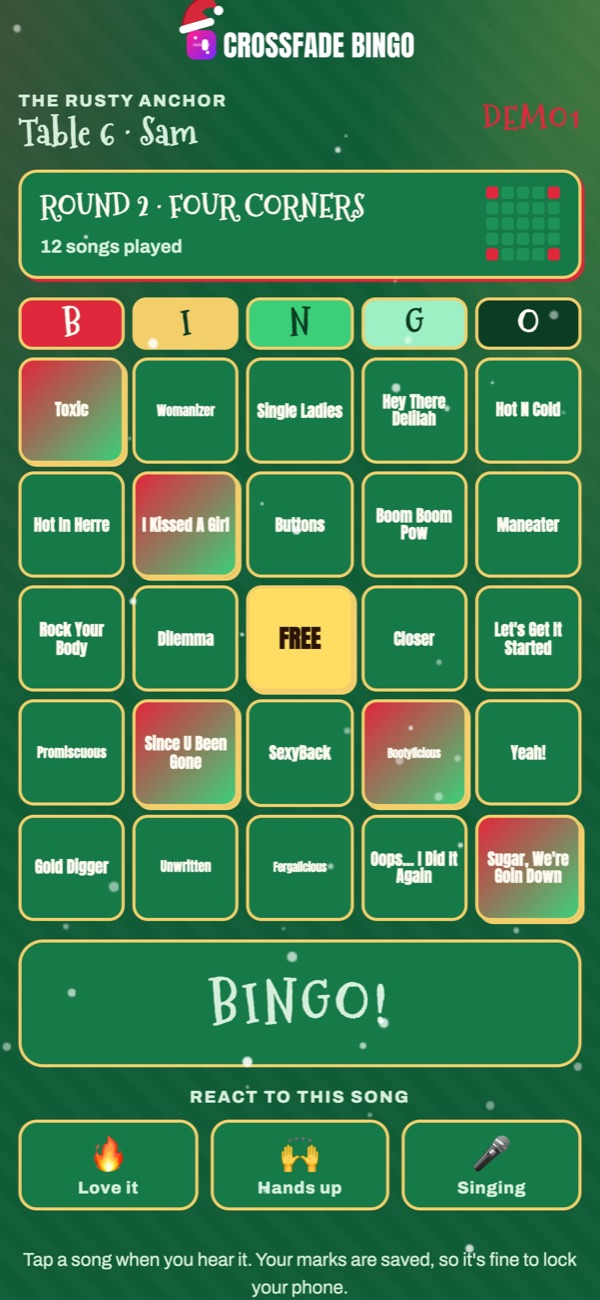 CROSSFADE BINGO
THE RUSTY ANCHOR
Table 6 · Sam
DEMO1
ROUND 2 · FOUR CORNERS
12 songs played
B I N G O
Toxic
Womanizer
Single Ladies
Hey There
Delilah
Hot N Cold
Hot In Herre
I Kissed A Girl
Buttons
Boom Boom
Pow
Maneater
Rock Your
Body
Dilemma
FREE
Closer
Let's Get It
Started
Promiscuous
Since U Been
Gone
SexyBack
Bootylicious
Yeah!
Gold Digger
Unwritten
Fergalicious
Oops... I Did It
Again
Sugar, We're
Goin Down
BINGO!
REACT TO THIS SONG
Love it
Hands up
Singing
Tap a song when you hear it. Your marks are saved, so it's fine to lock
your phone.